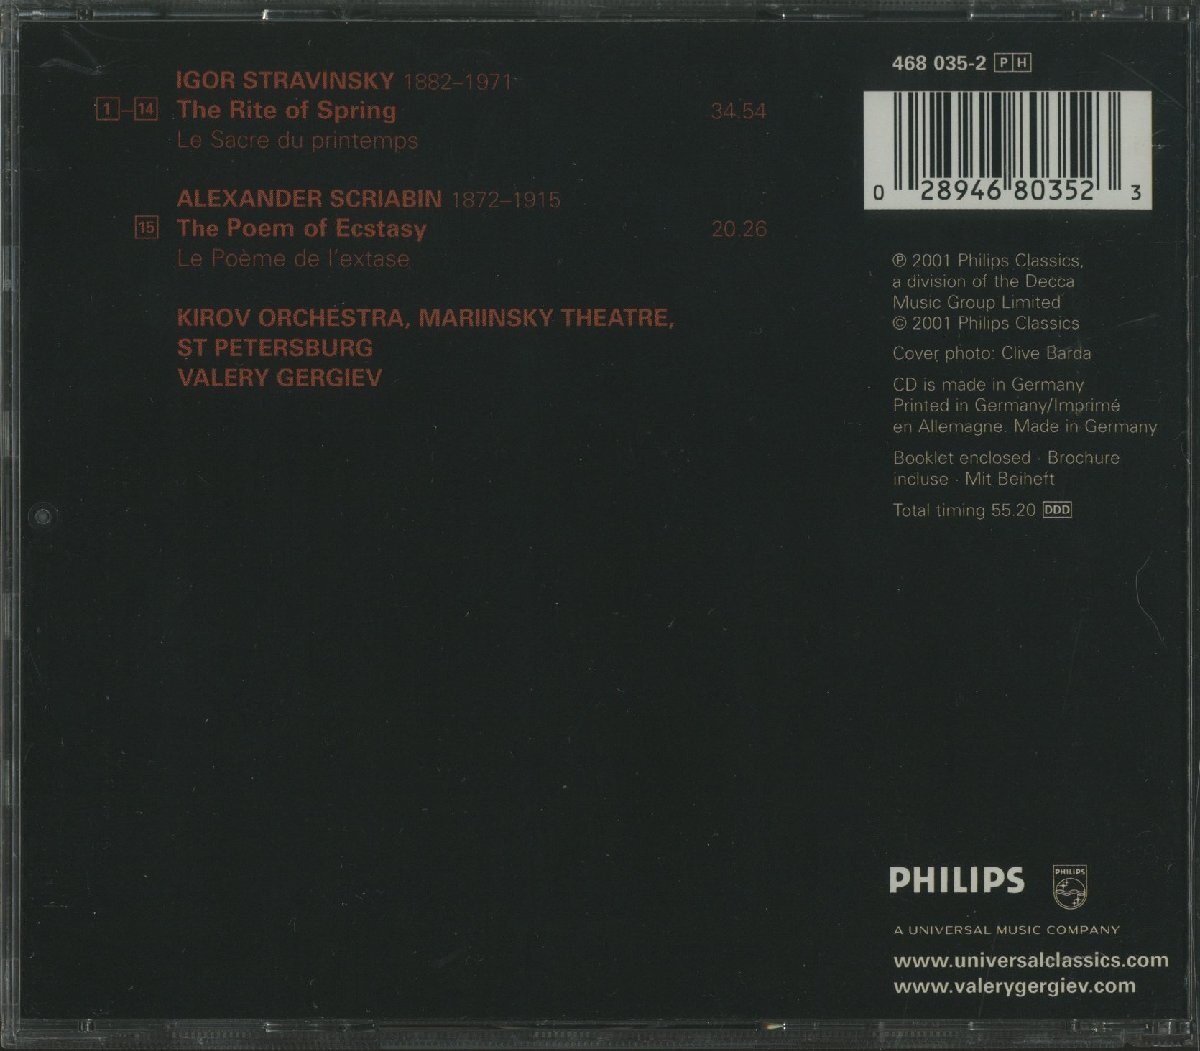 IGOR STRAVINSKY 1882–1971
1–14 The Rite of Spring 34.54
Le Sacre du printemps
ALEXANDER SCRIABIN 1872–1915
15 The Poem of Ecstasy 20.26
Le Poème de l'extase
KIROV ORCHESTRA, MARIINSKY THEATRE,
ST PETERSBURG
VALERY GERGIEV
468 035-2 PH
0 28946 80352 3
℗ 2001 Philips Classics,
a division of the Decca
Music Group Limited
© 2001 Philips Classics
Cover photo: Clive Barda
CD is made in Germany
Printed in Germany/Imprimé
en Allemagne. Made in Germany
Booklet enclosed · Brochure
incluse · Mit Beiheft
Total timing 55.20 DDD
PHILIPS
PHILIPS
A UNIVERSAL MUSIC COMPANY
www.universalclassics.com
www.valerygergiev.com